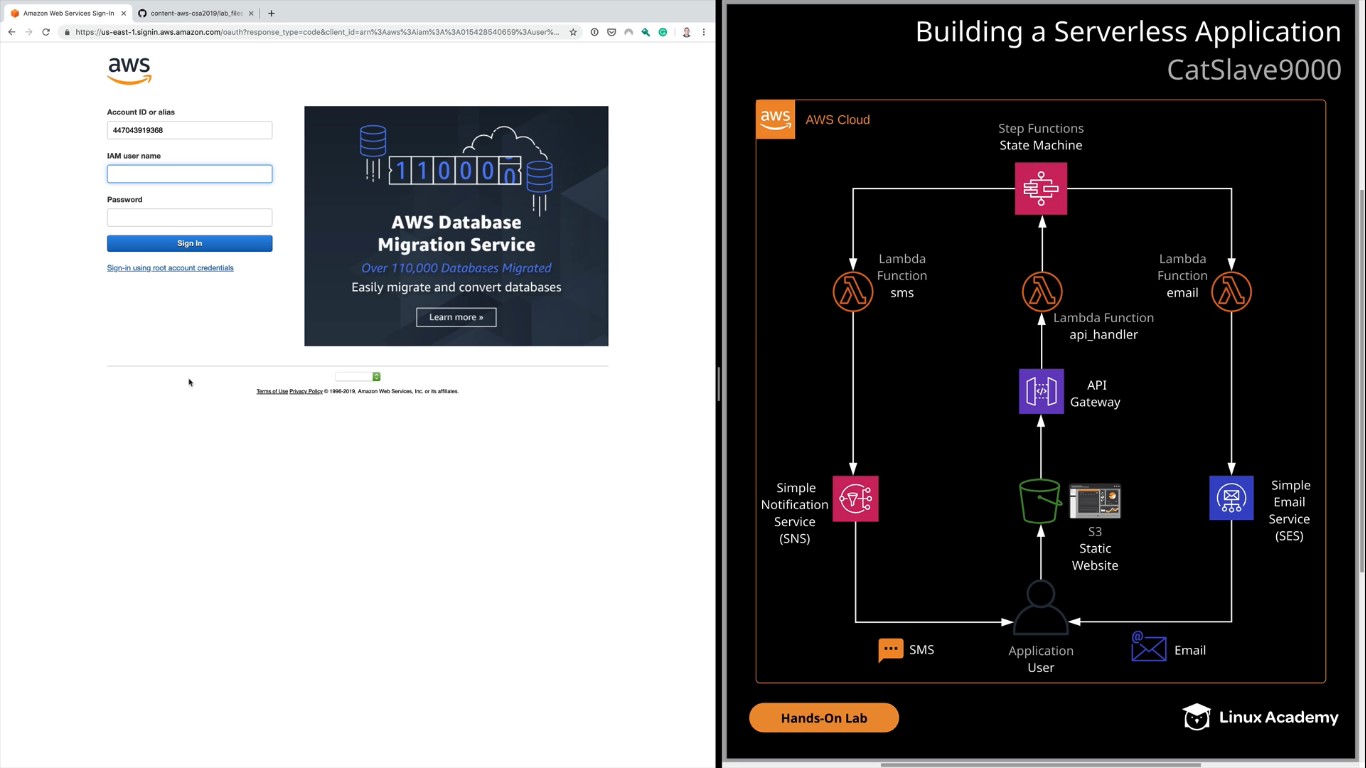 Amazon Web Services Sign-In
content-aws-csa2019/lab_files
https://us-east-1.signin.aws.amazon.com/oauth?response_type=code&client_id=arn%3Aaws%3Aiam%3A%3A015428540659%3Auser%...
aws
Account ID or alias
447043919368
IAM user name
Password
Sign In
Sign-in using root account credentials
110000
AWS Database
Migration Service
Over 110,000 Databases Migrated
Easily migrate and convert databases
Learn more »
Terms of Use Privacy Policy © 1996-2019, Amazon Web Services, Inc. or its affiliates.
Building a Serverless Application
CatSlave9000
aws
AWS Cloud
Step Functions
State Machine
Lambda
Function
sms
Lambda
Function
email
Lambda Function
api_handler
API
Gateway
Simple
Notification
Service
(SNS)
S3
Static
Website
Simple
Email
Service
(SES)
SMS
Application
User
@
Email
Hands-On Lab
Linux Academy